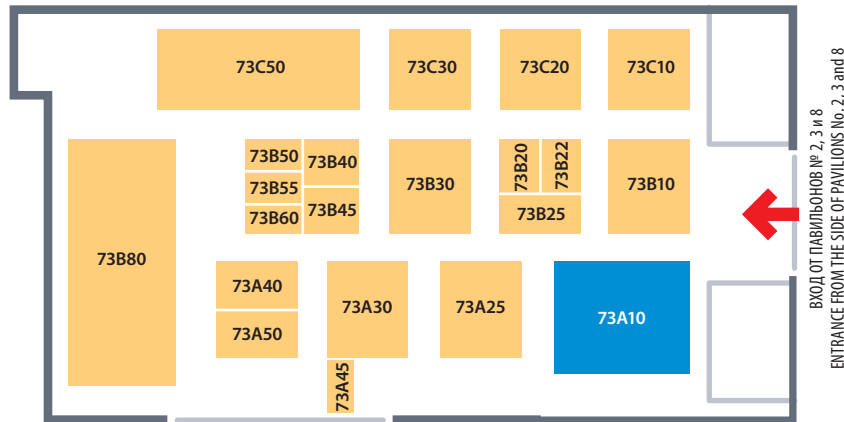 73C50
73C30
73C20
73C10
73B50
73B40
73B55
73B60
73B45
73B30
73B20
73B22
73B25
73B10
73B80
73A40
73A50
73A30
73A25
73A10
73A45
ВХОД ОТ ПАВИЛЬОНОВ № 2, 3 и 8
ENTRANCE FROM THE SIDE OF PAVILIONS No. 2. 3 and 8